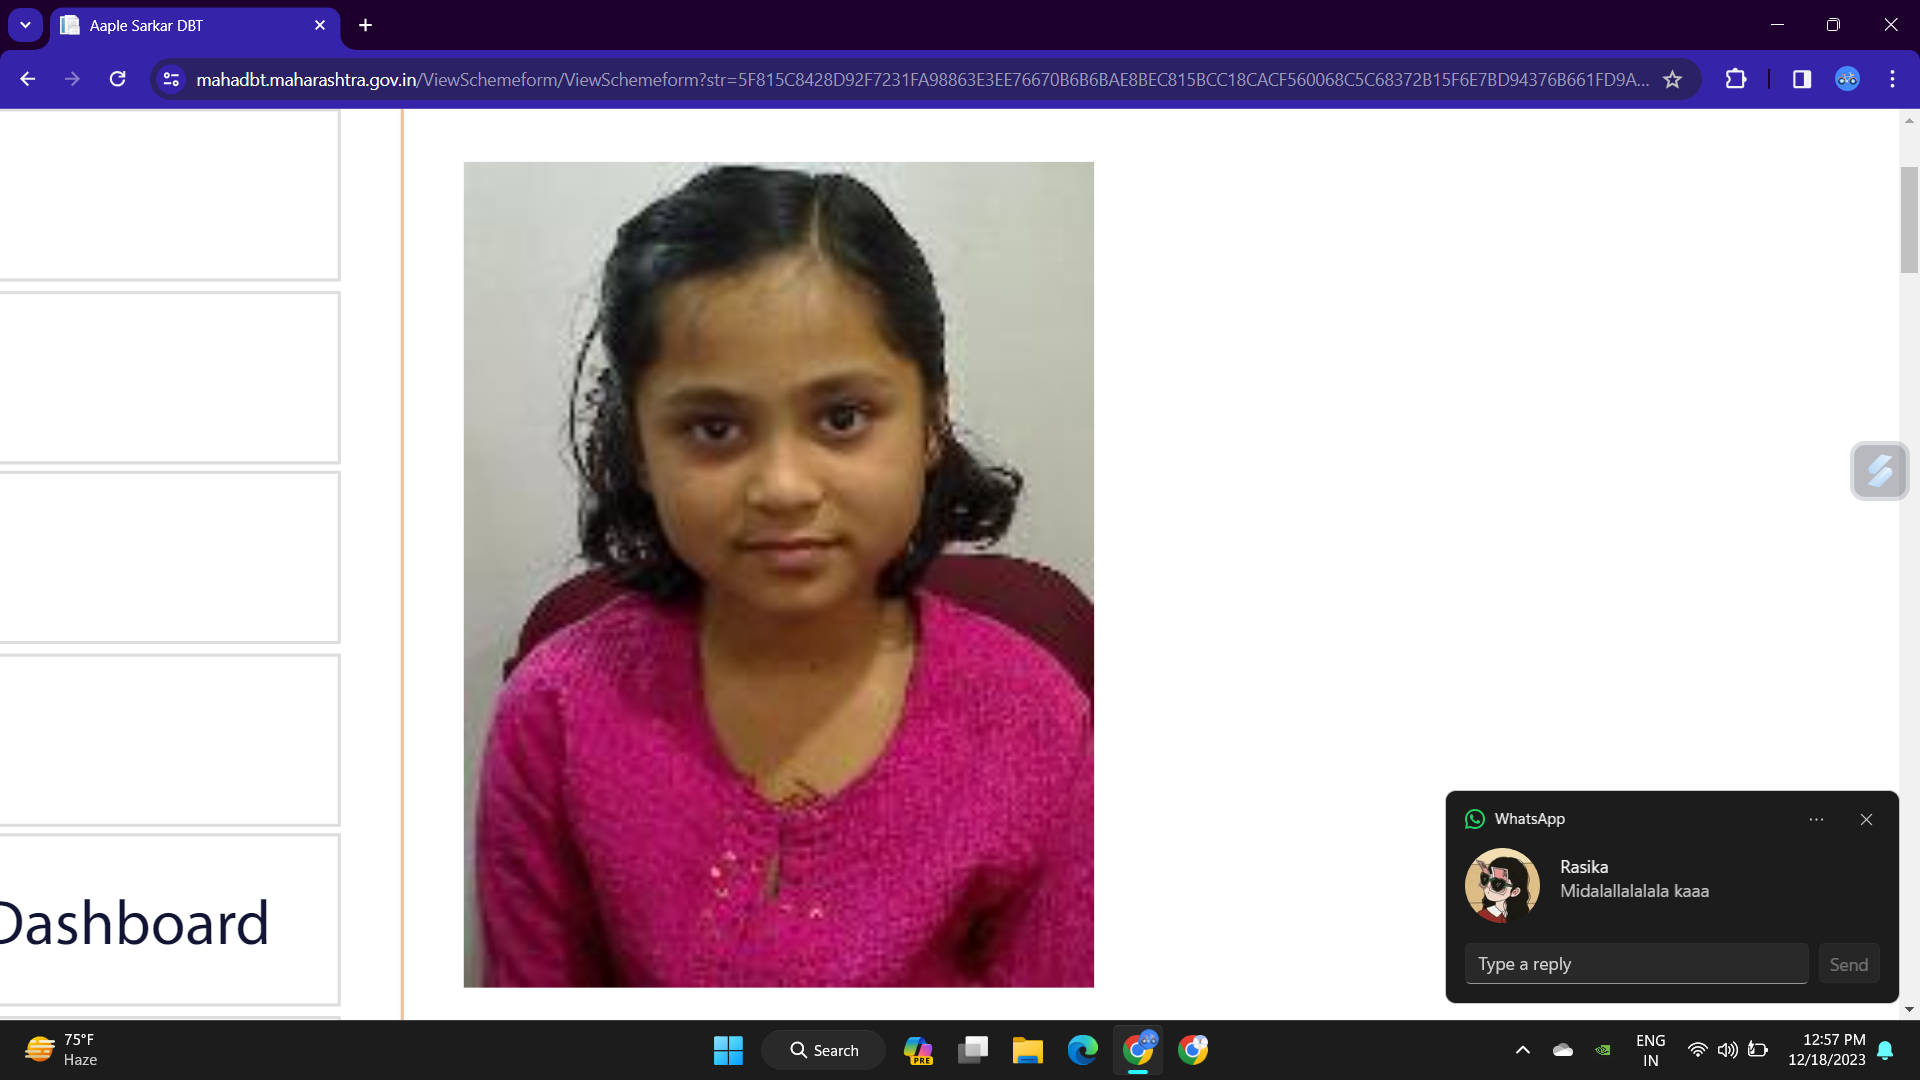 Aaple Sarkar DBT
mahadbt.maharashtra.gov.in/ViewSchemeform/ViewSchemeform?str=5F815C8428D92F7231FA98863E3EE76670B6B6BAE8BEC815BCC18CACF560068C5C68372B15F6E7BD94376B661FD9A...
Dashboard
WhatsApp
Rasika
Midalallalalala kaaa
Type a reply
Send
75°F
Haze
Search
PRE
ENG
IN
12:57 PM
12/18/2023